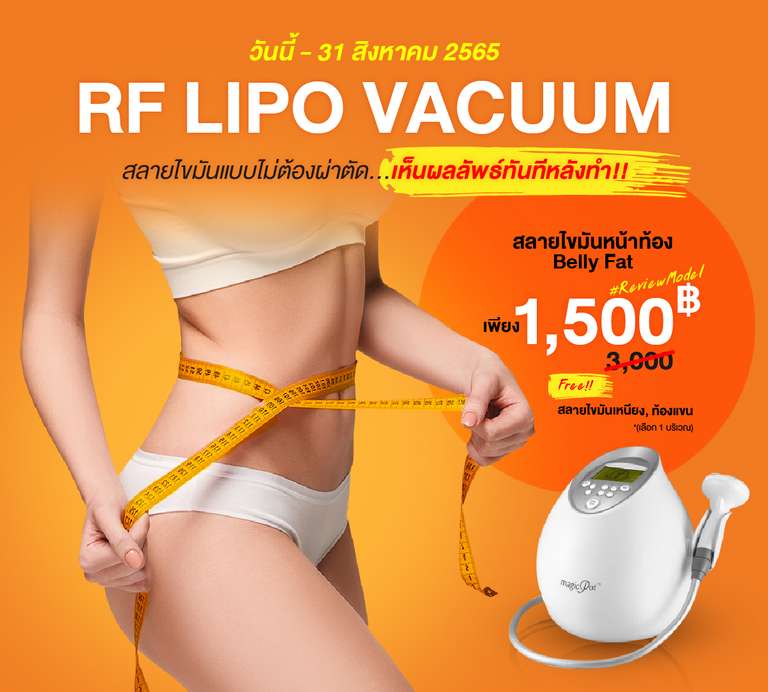 วันนี้ - 31 สิงหาคม 2565
RF LIPO VACUUM
สลายไขมันแบบไม่ต้องผ่าตัด...เห็นผลลัพธ์ทันทีหลังทำ!!
สลายไขมันหน้าท้อง
Belly Fat
#ReviewModel
เพียง 1,500฿
3,000
Free!!
สลายไขมันเหนียง, ท้องแขน
*(เลือก 1 บริเวณ)
magicPot™